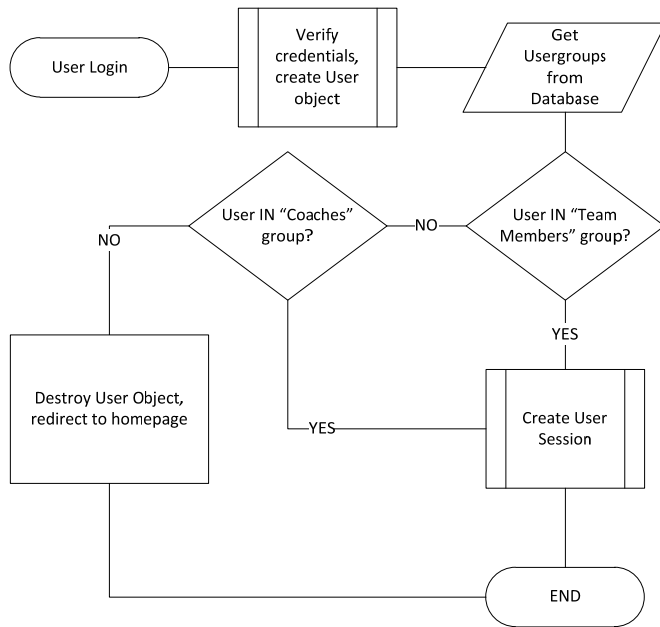 User Login
Verify
credentials,
create User
object
Get
Usergroups
from
Database
User IN “Coaches”
group?
NO
User IN “Team
Members” group?
NO
YES
Destroy User Object,
redirect to homepage
YES
Create User
Session
END